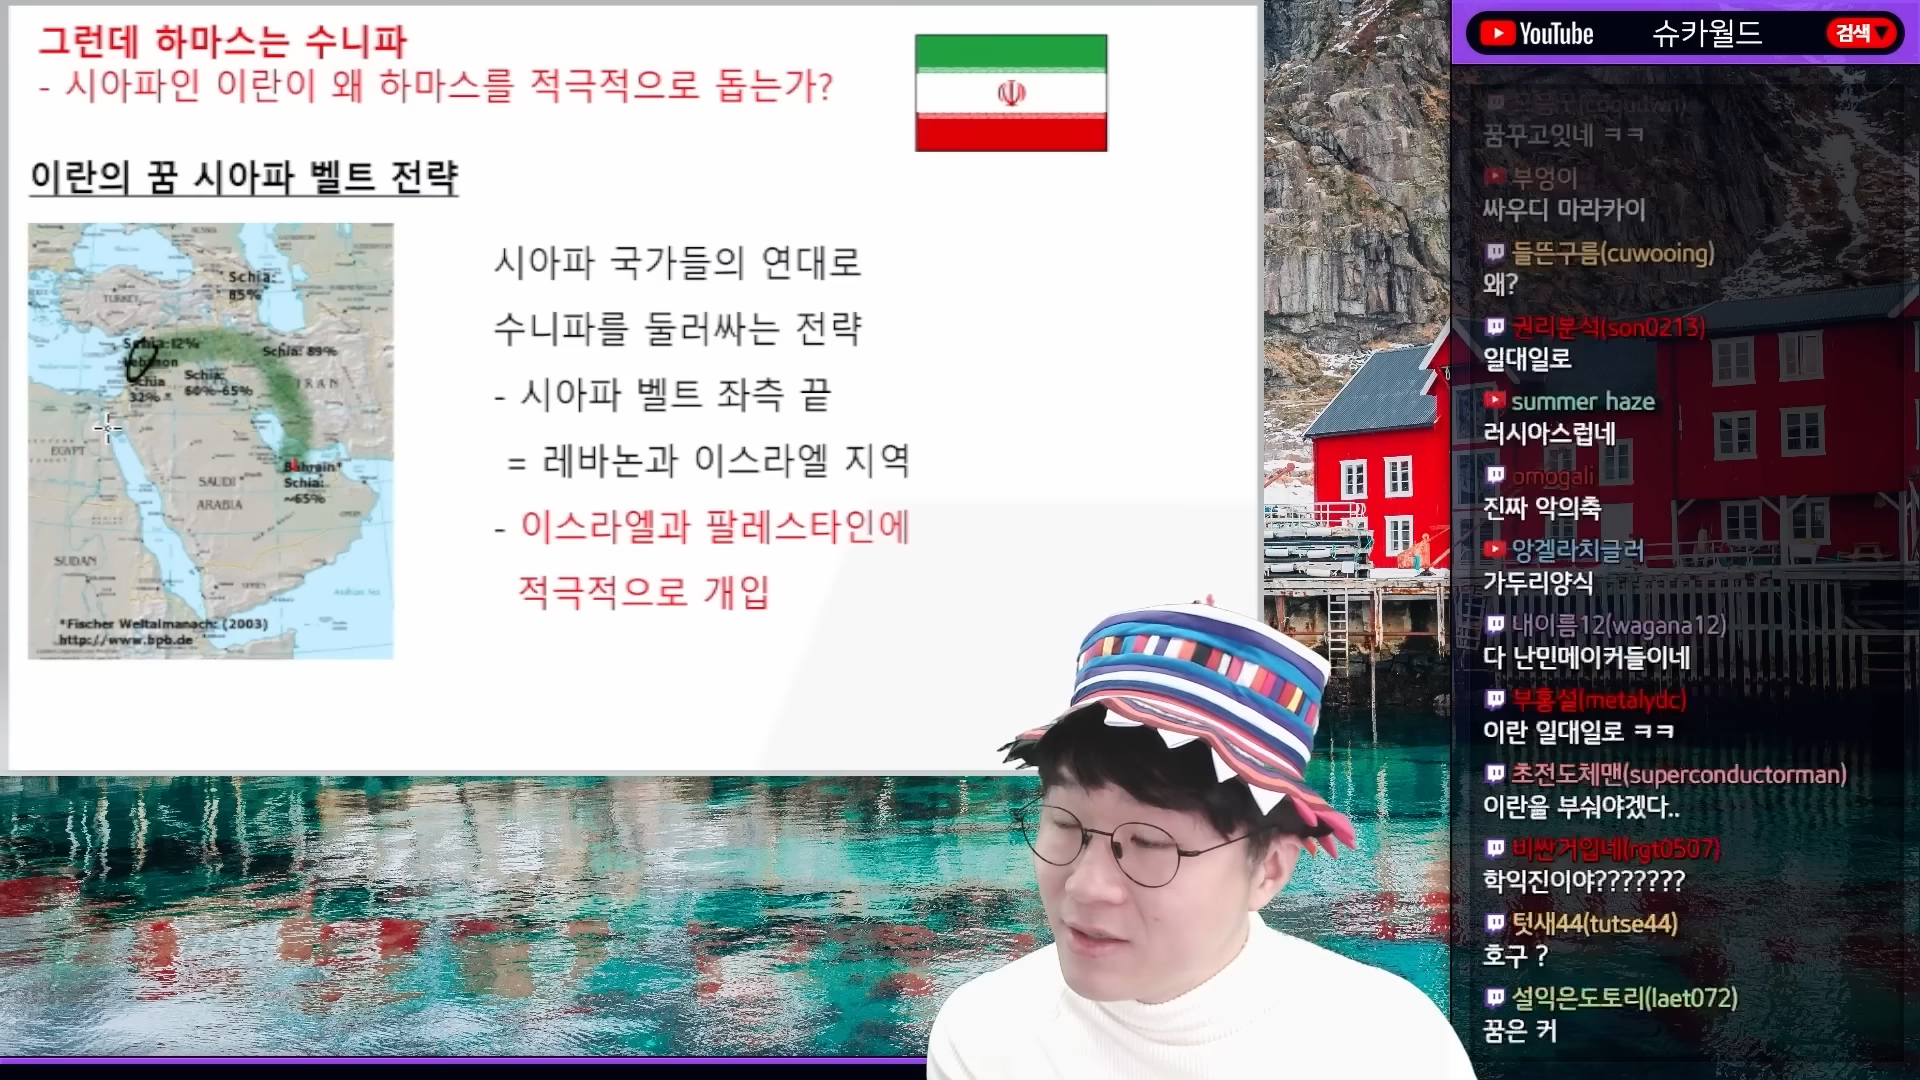 그런데 하마스는 수니파
- 시아파인 이란이 왜 하마스를 적극적으로 돕는가?
이란의 꿈 시아파 벨트 전략
시아파 국가들의 연대로
수니파를 둘러싸는 전략
- 시아파 벨트 좌측 끝
= 레바논과 이스라엘 지역
- 이스라엘과 팔레스타인에
적극적으로 개입
TURKEY
Schia:
85%
Schia: 89%
Lebanon
Schia
32%
Schia
60%-65%
IRAN
EGYPT
Bahrain*
Schia:
~65%
SAUDI
ARABIA
SUDAN
*Fischer Weltalmanach: (2003)
http://www.bpb.de
YouTube 슈카월드 검색
꿈꾸고잇네 ㅋㅋ
부엉이
싸우디 마라카이
들뜬구름(cuwooing)
왜?
권리분석(son0213)
일대일로
summer haze
러시아스럽네
omogali
진짜 악의축
앙겔라치글러
가두리양식
내이름12(wagana12)
다 난민메이커들이네
부홍설(metalydc)
이란 일대일로 ㅋㅋ
초전도체맨(superconductorman)
이란을 부숴야겠다..
비싼거입네(rgt0507)
학익진이야???????
텃새44(tutse44)
호구 ?
설익은도토리(laet072)
꿈은 커